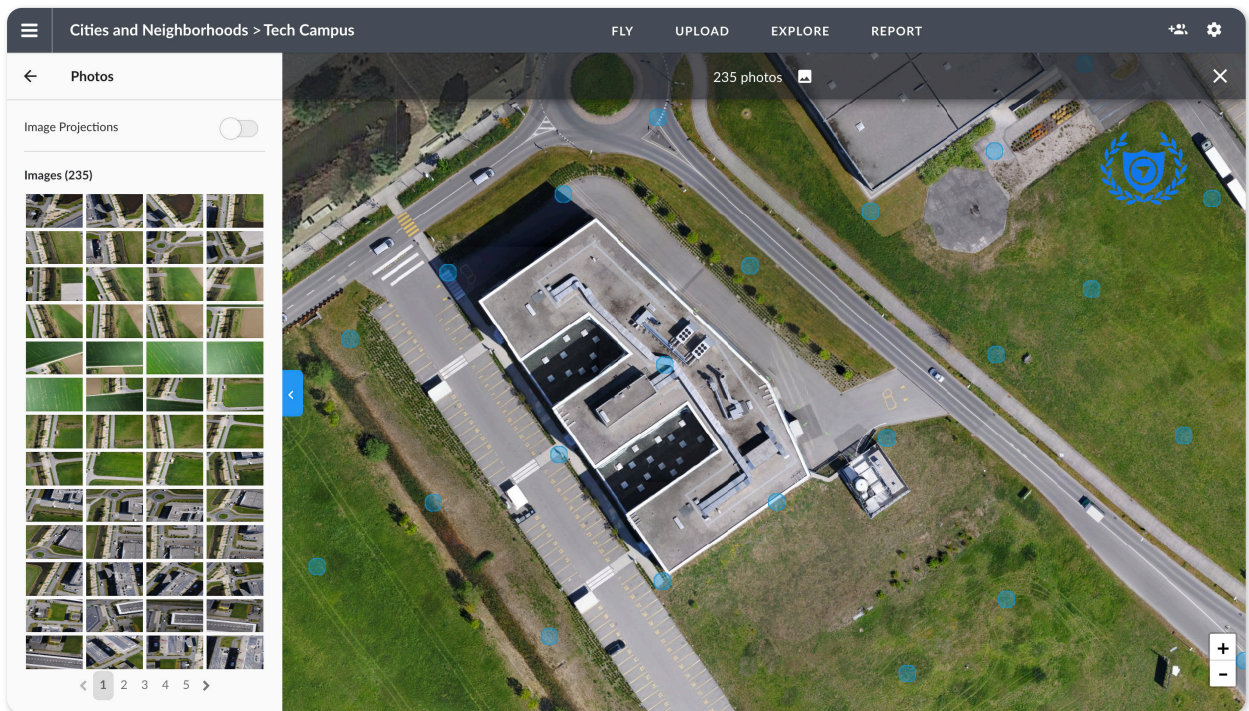 Cities and Neighborhoods > Tech Campus
FLY
UPLOAD
EXPLORE
REPORT
Photos
235 photos
Image Projections
Images (235)
1 2 3 4 5
+
-